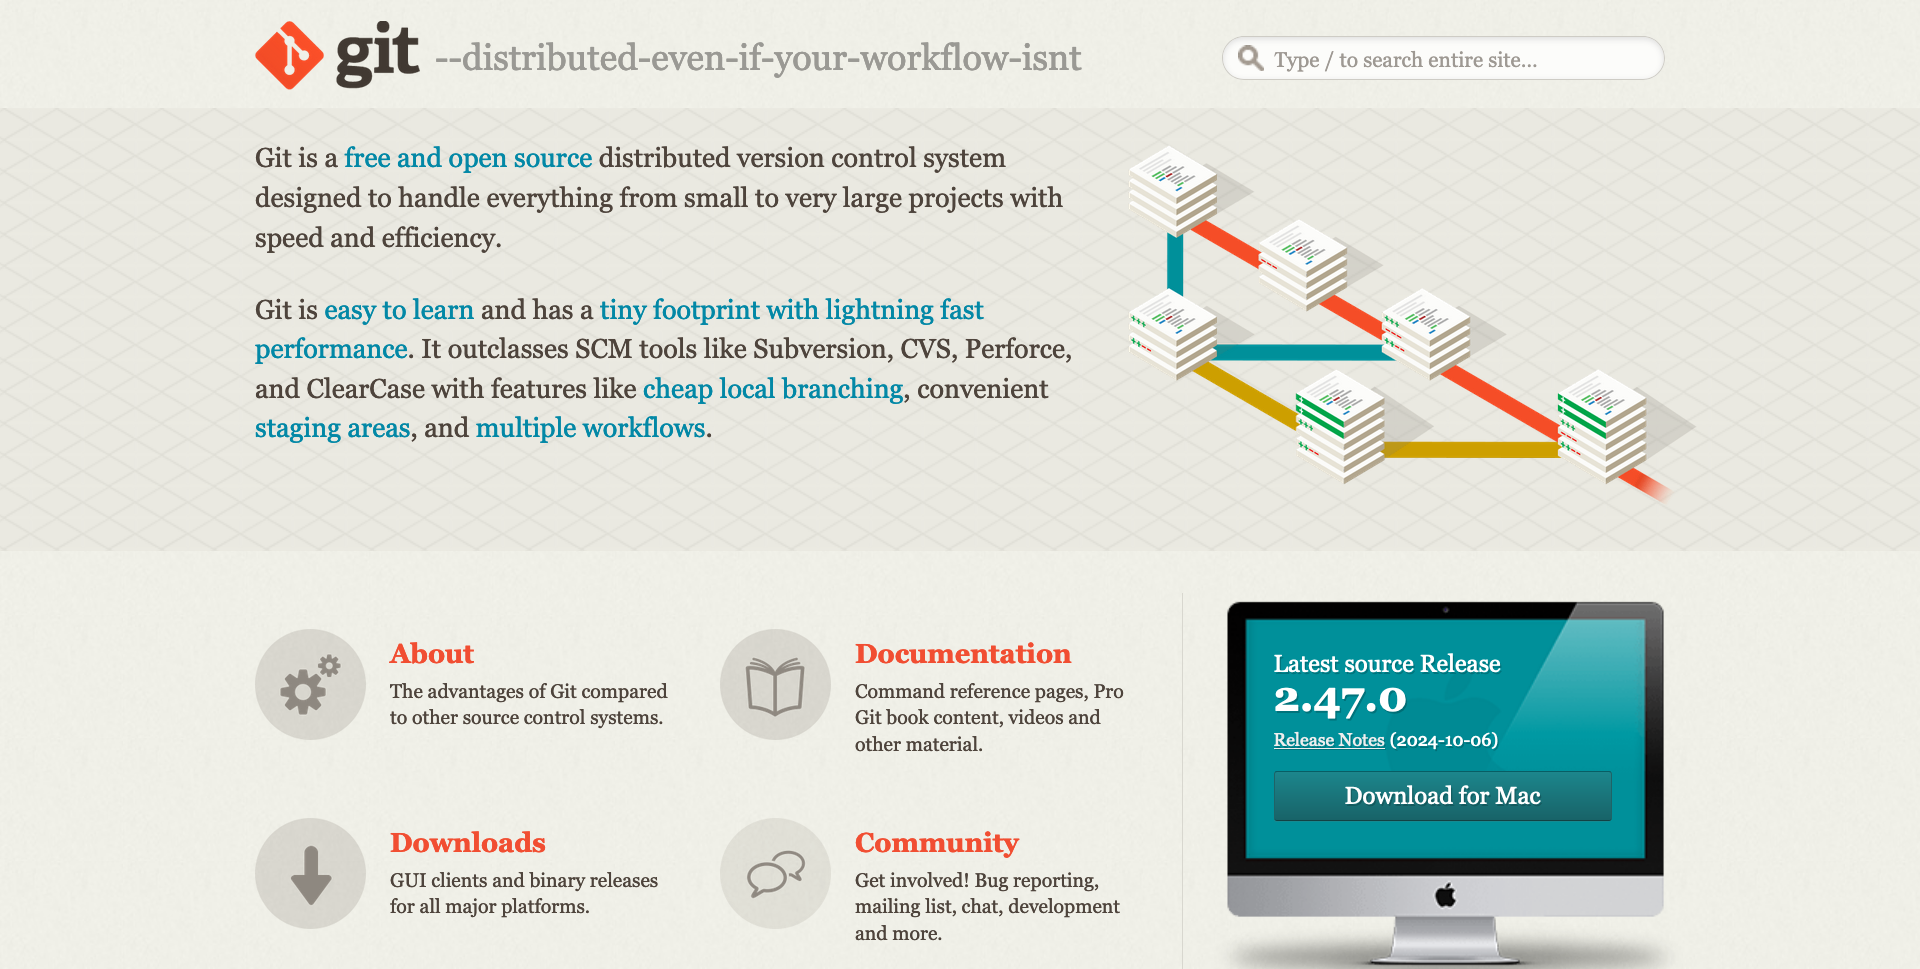 git --distributed-even-if-your-workflow-isnt
Type / to search entire site...
Git is a free and open source distributed version control system
designed to handle everything from small to very large projects with
speed and efficiency.
Git is easy to learn and has a tiny footprint with lightning fast
performance. It outclasses SCM tools like Subversion, CVS, Perforce,
and ClearCase with features like cheap local branching, convenient
staging areas, and multiple workflows.
About
The advantages of Git compared
to other source control systems.
Documentation
Command reference pages, Pro
Git book content, videos and
other material.
Downloads
GUI clients and binary releases
for all major platforms.
Community
Get involved! Bug reporting,
mailing list, chat, development
and more.
Latest source Release
2.47.0
Release Notes (2024-10-06)
Download for Mac